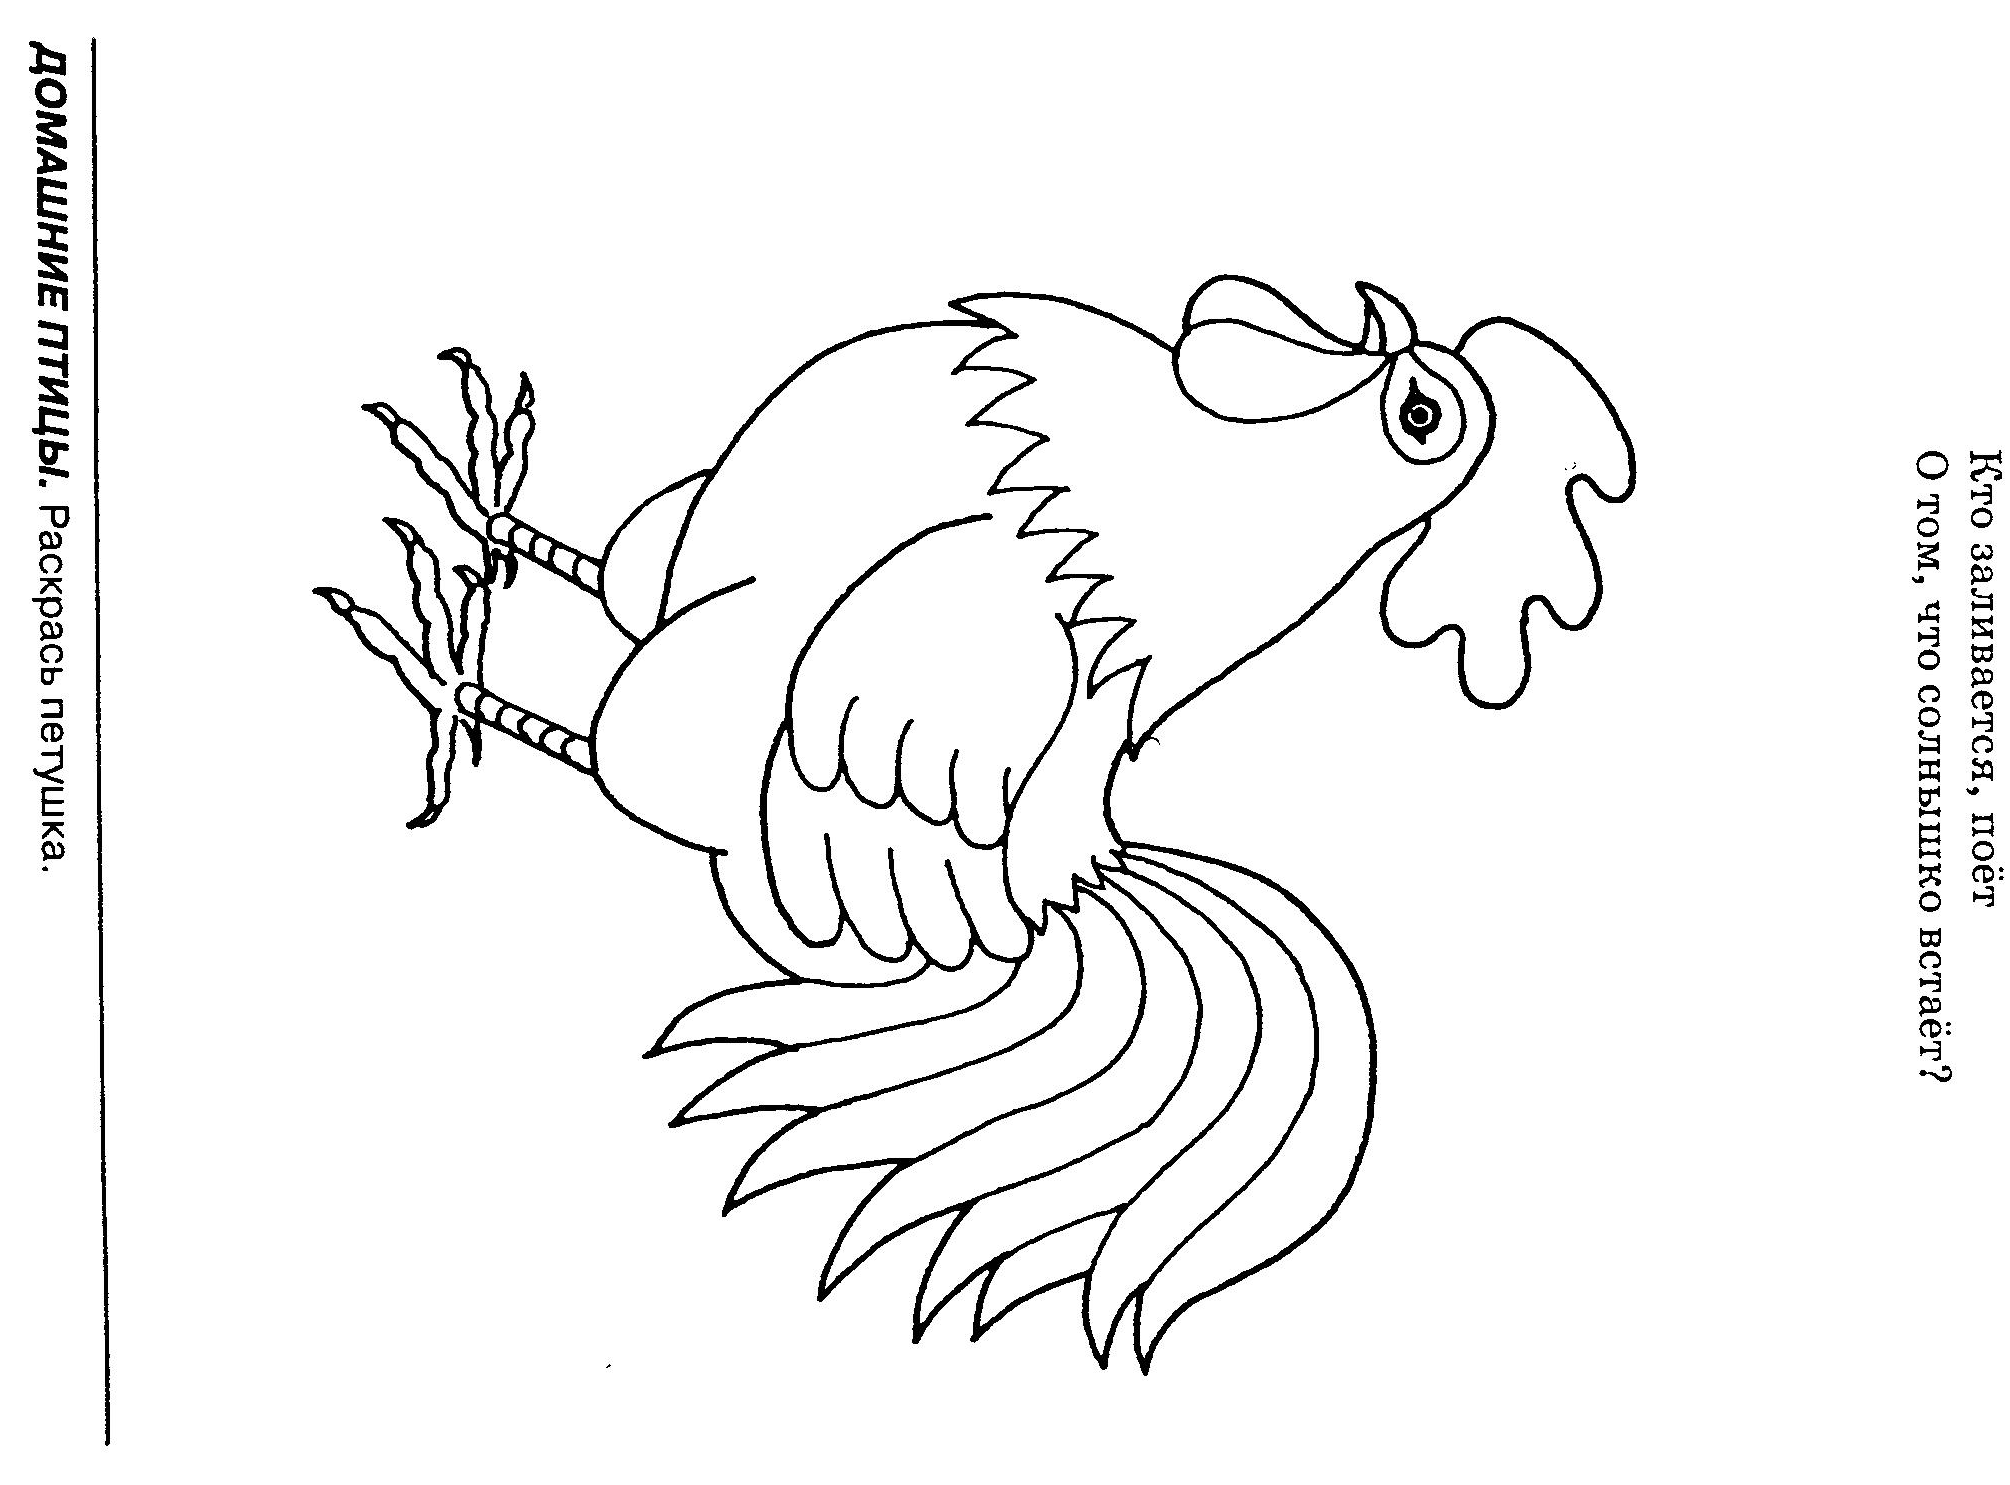 Кто заливается, поёт
О том, что солнышко встаёт?
ДОМАШНИЕ ПТИЦЫ. Раскрась петушка.